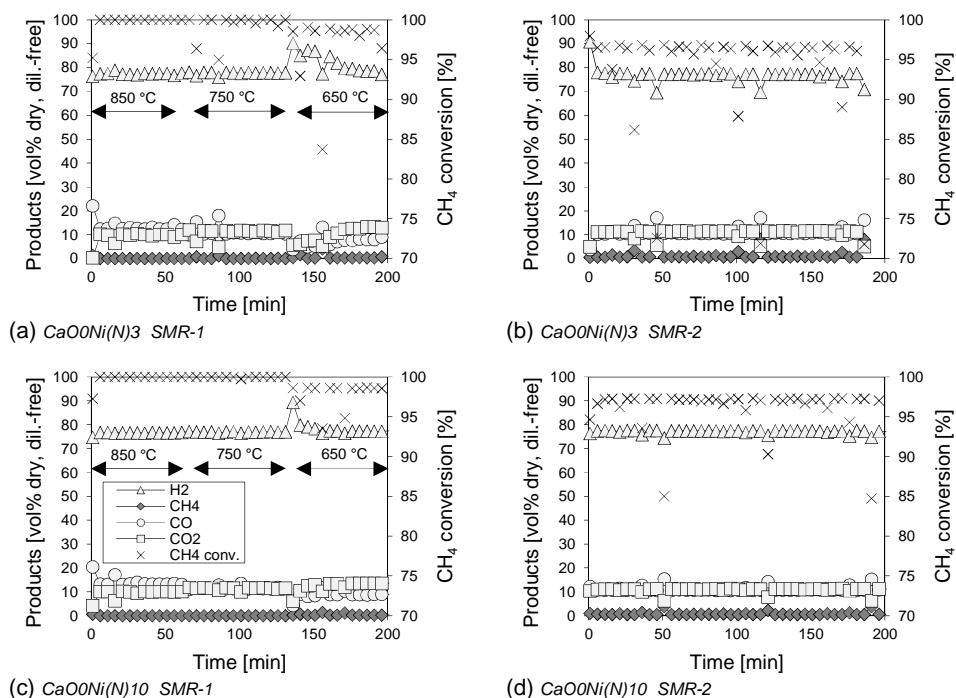 Products [vol% dry, dil.-free]
100
90
80
70
60
50
40
30
20
10
0
850 °C 750 °C 650 °C
100
95
90
85
80
75
70
CH4 conversion [%]
0 50 100 150 200
Time [min]
(a) CaO0Ni(N)3 SMR-1
Products [vol% dry, dil.-free]
100
90
80
70
60
50
40
30
20
10
0
100
95
90
85
80
75
70
CH4 conversion [%]
0 50 100 150 200
Time [min]
(b) CaO0Ni(N)3 SMR-2
Products [vol% dry, dil.-free]
100
90
80
70
60
50
40
30
20
10
0
850 °C 750 °C 650 °C
H2
CH4
CO
CO2
CH4 conv.
100
95
90
85
80
75
70
CH4 conversion [%]
0 50 100 150 200
Time [min]
(c) CaO0Ni(N)10 SMR-1
Products [vol% dry, dil.-free]
100
90
80
70
60
50
40
30
20
10
0
100
95
90
85
80
75
70
CH4 conversion [%]
0 50 100 150 200
Time [min]
(d) CaO0Ni(N)10 SMR-2